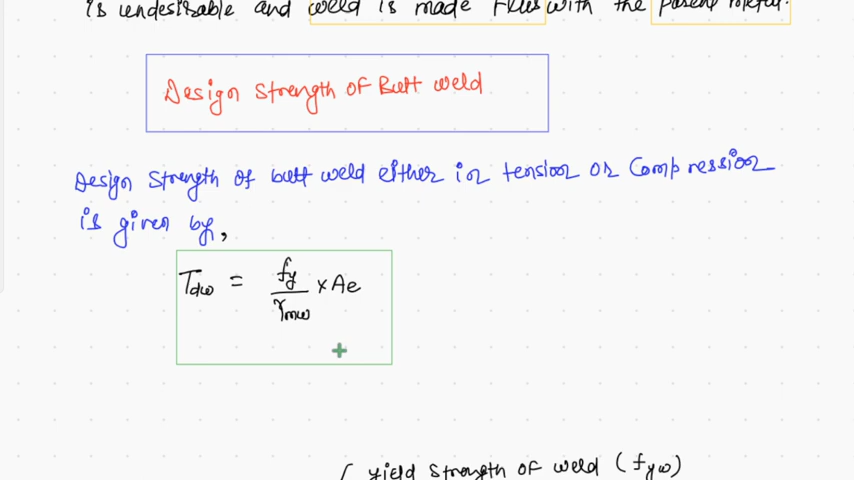 is undesirable and weld is made flus with the parent metal.
Design strength of Butt weld
Design strength of butt weld either in tension or compression
is given by,
Tdw = fy / γmw × Ae
yield strength of weld (fyw)